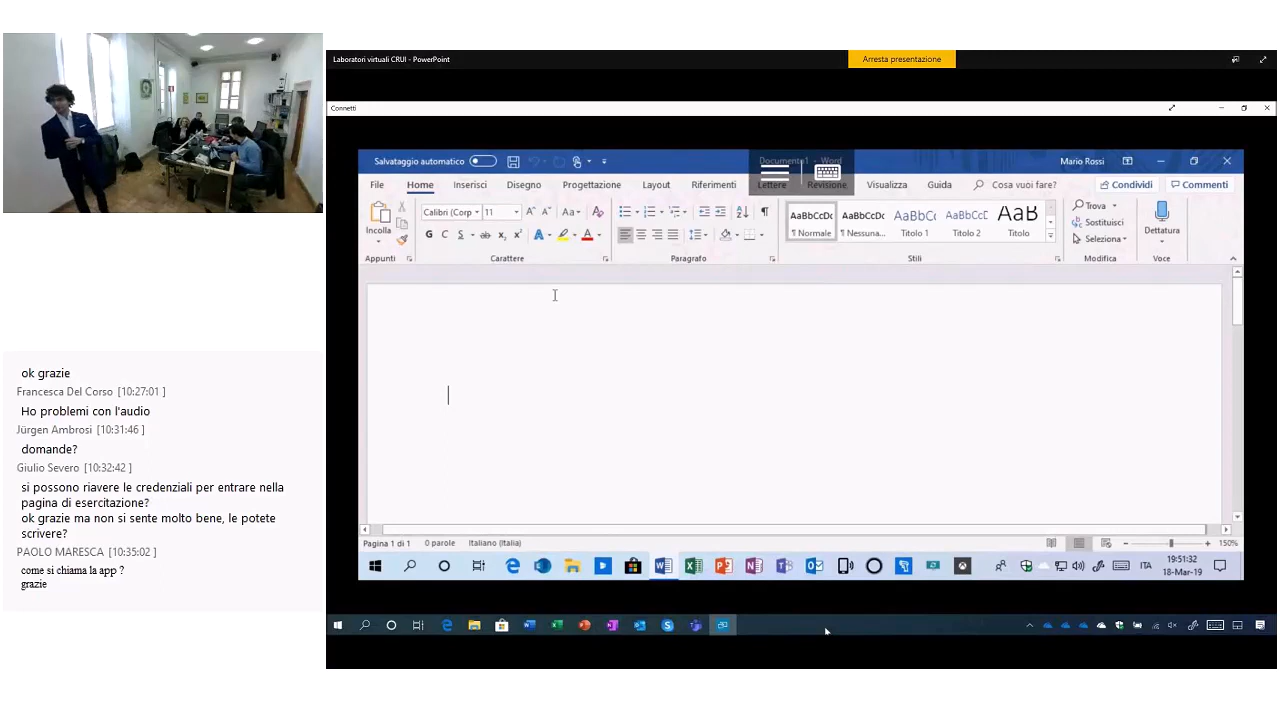 Laboratori virtuali CRUI - PowerPoint
Arresta presentazione
Connetti
Salvataggio automatico
Documento1 - Word
Mario Rossi
File Home Inserisci Disegno Progettazione Layout Riferimenti Lettere Revisione Visualizza Guida Cosa vuoi fare? Condividi Commenti
Incolla
Calibri (Corp 11
G C S ab x₂ x²
AaBbCcDc AaBbCcDc AaBbCc AaBbCcD AaB
¶ Normale ¶ Nessuna... Titolo 1 Titolo 2 Titolo
Trova
Sostituisci
Seleziona
Dettatura
Appunti Carattere Paragrafo Stili Modifica Voce
Pagina 1 di 1 0 parole Italiano (Italia) 150%
ITA
19:51:32
18-Mar-19
ok grazie
Francesca Del Corso [10:27:01 ]
Ho problemi con l'audio
Jürgen Ambrosi [10:31:46 ]
domande?
Giulio Severo [10:32:42 ]
si possono riavere le credenziali per entrare nella
pagina di esercitazione?
ok grazie ma non si sente molto bene, le potete
scrivere?
PAOLO MARESCA [10:35:02 ]
come si chiama la app ?
grazie